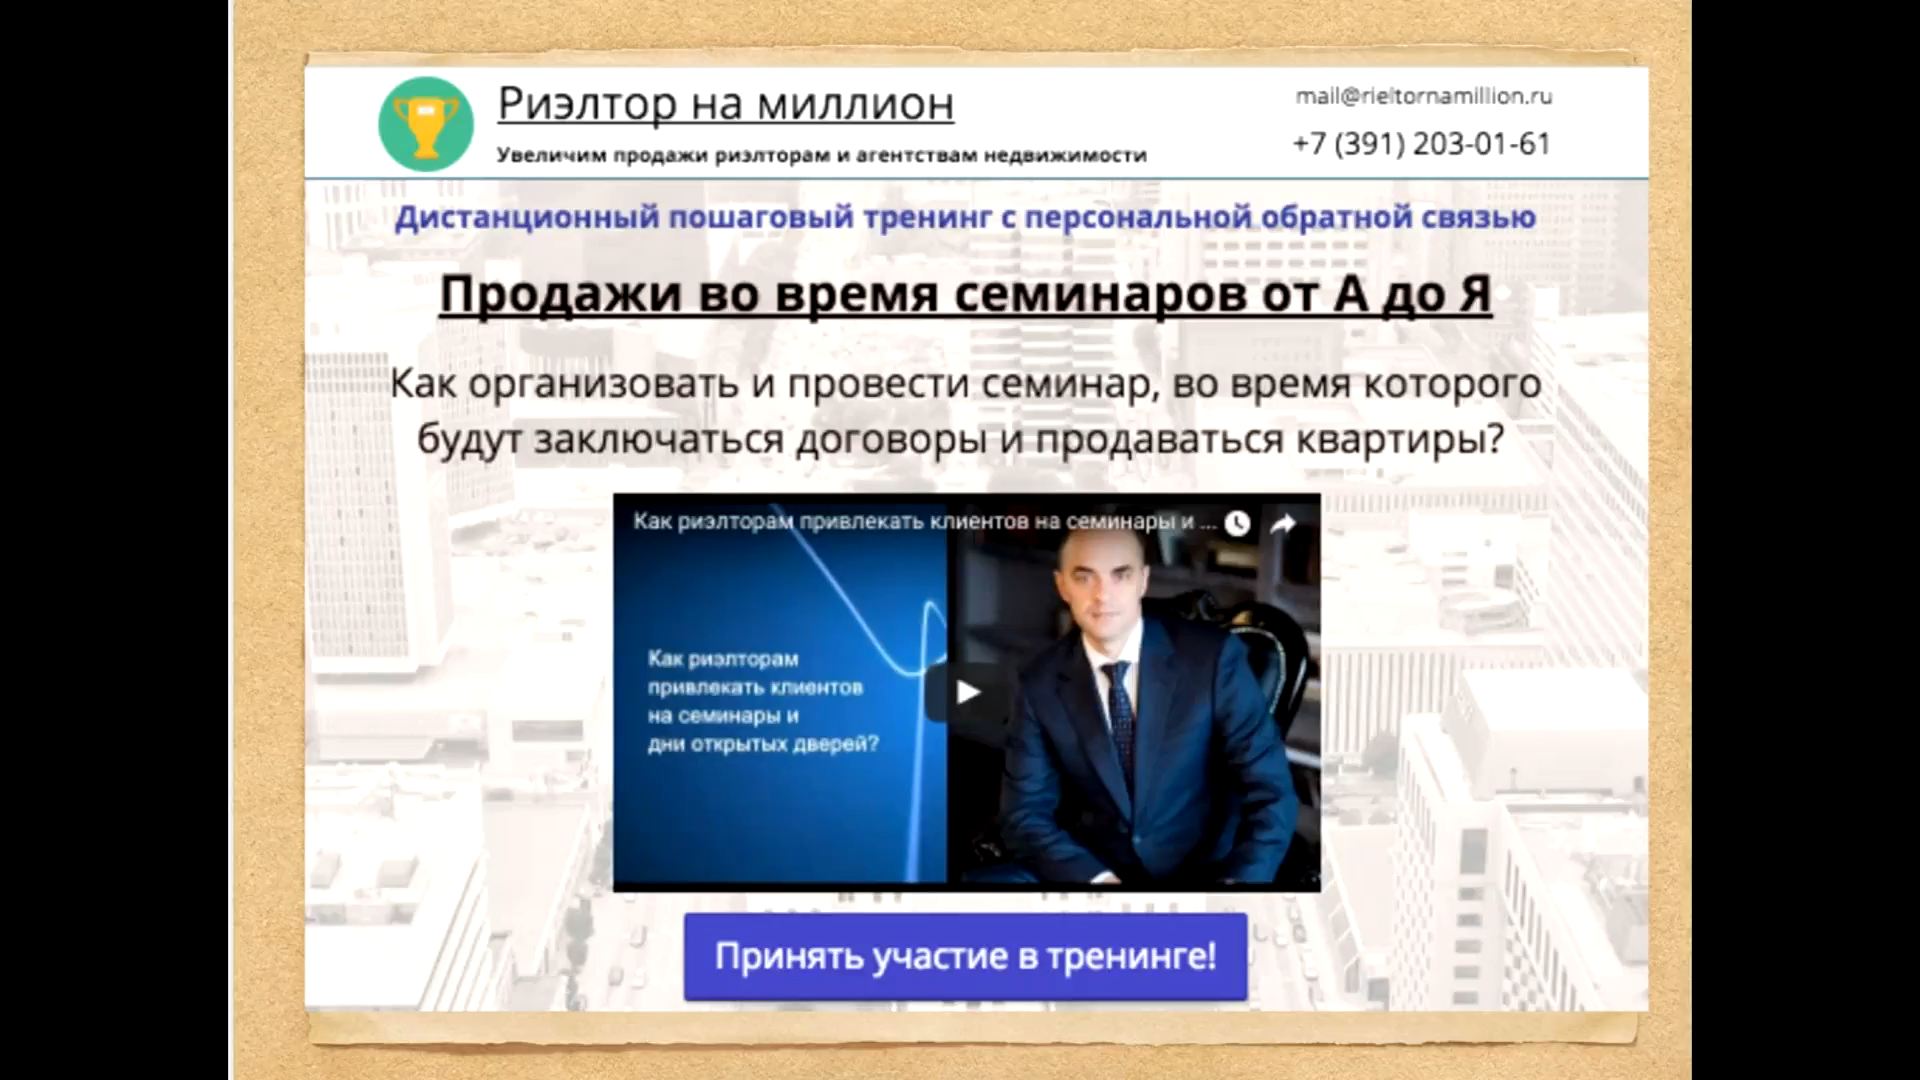 Риэлтор на миллион
mail@rieltornamillion.ru
Увеличим продажи риэлторам и агентствам недвижимости
+7 (391) 203-01-61
Дистанционный пошаговый тренинг с персональной обратной связью
Продажи во время семинаров от А до Я
Как организовать и провести семинар, во время которого
будут заключаться договоры и продаваться квартиры?
Как риэлторам привлекать клиентов на семинары и ...
Как риэлторам
привлекать клиентов
на семинары и
дни открытых дверей?
Принять участие в тренинге!